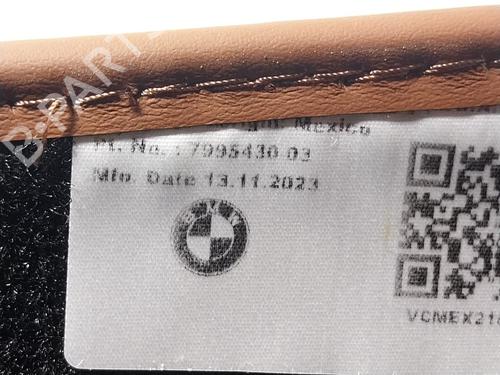 B-PARTS
Mexico
Pt. No. : 7995430 03
Mfg. Date 13.11.2023
BMW
VCMEX21